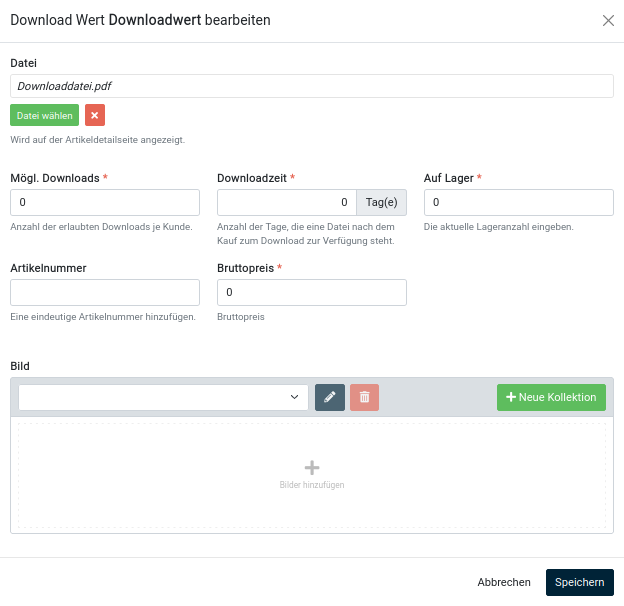 Download Wert Downloadwert bearbeiten
Datei
Downloaddatei.pdf
Datei wählen
Wird auf der Artikeldetailseite angezeigt.
Mögl. Downloads *
0
Anzahl der erlaubten Downloads je Kunde.
Downloadzeit *
0 Tag(e)
Anzahl der Tage, die eine Datei nach dem
Kauf zum Download zur Verfügung steht.
Auf Lager *
0
Die aktuelle Lageranzahl eingeben.
Artikelnummer
Eine eindeutige Artikelnummer hinzufügen.
Bruttopreis *
0
Bruttopreis
Bild
Neue Kollektion
Bilder hinzufügen
Abbrechen
Speichern